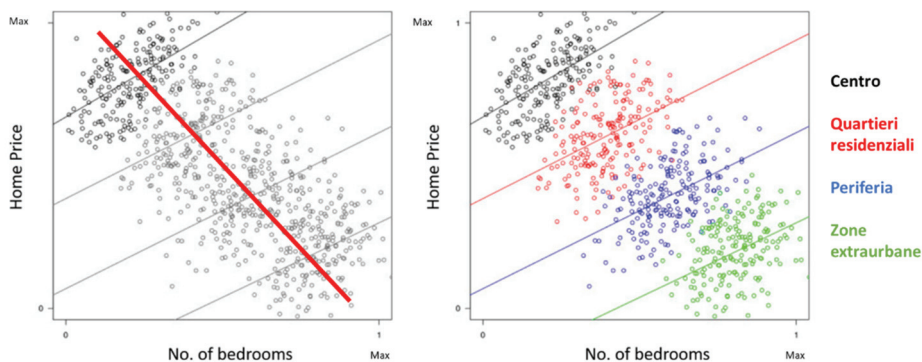 Max
Home Price
0
0
1
No. of bedrooms
Max
1
Max
Home Price
0
0
1
No. of bedrooms
Max
Centro
Quartieri
residenziali
Periferia
Zone
extraurbane